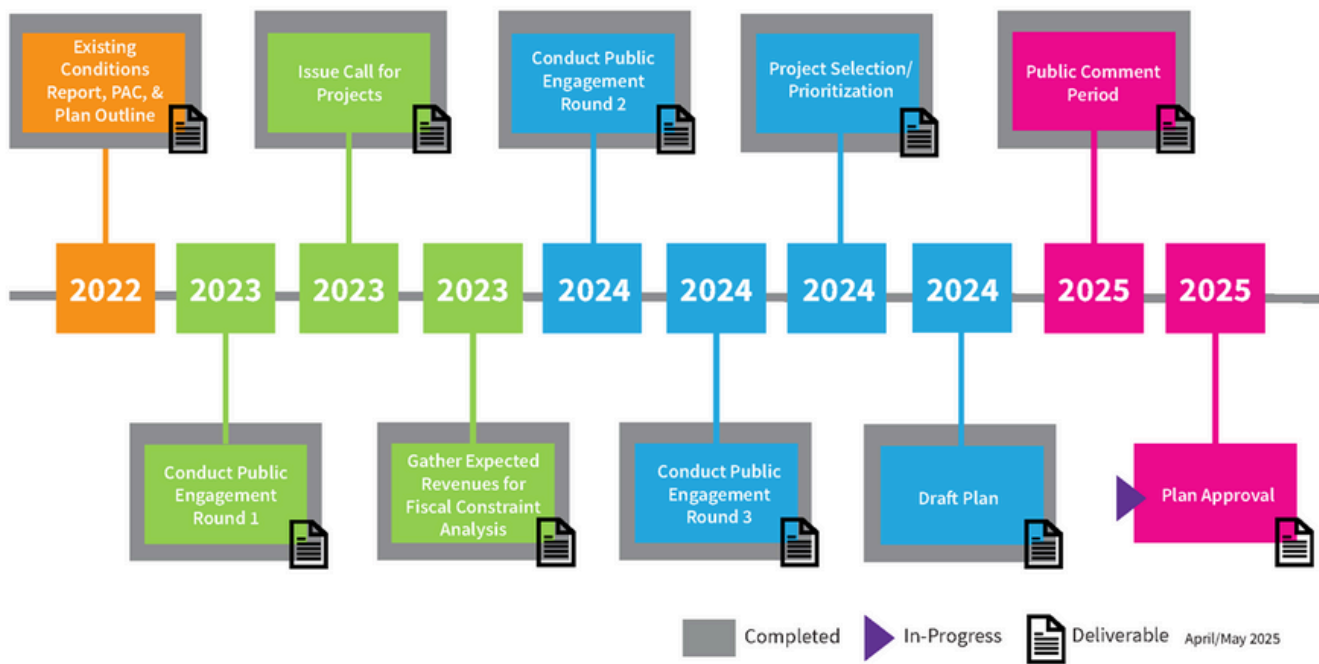 Existing
Conditions
Report, PAC, &
Plan Outline
Issue Call for
Projects
Conduct Public
Engagement
Round 2
Project Selection/
Prioritization
Public Comment
Period
2022
2023
2023
2023
2024
2024
2024
2024
2025
2025
Conduct Public
Engagement
Round 1
Gather Expected
Revenues for
Fiscal Constraint
Analysis
Conduct Public
Engagement
Round 3
Draft Plan
Plan Approval
Completed
In-Progress
Deliverable
April/May 2025